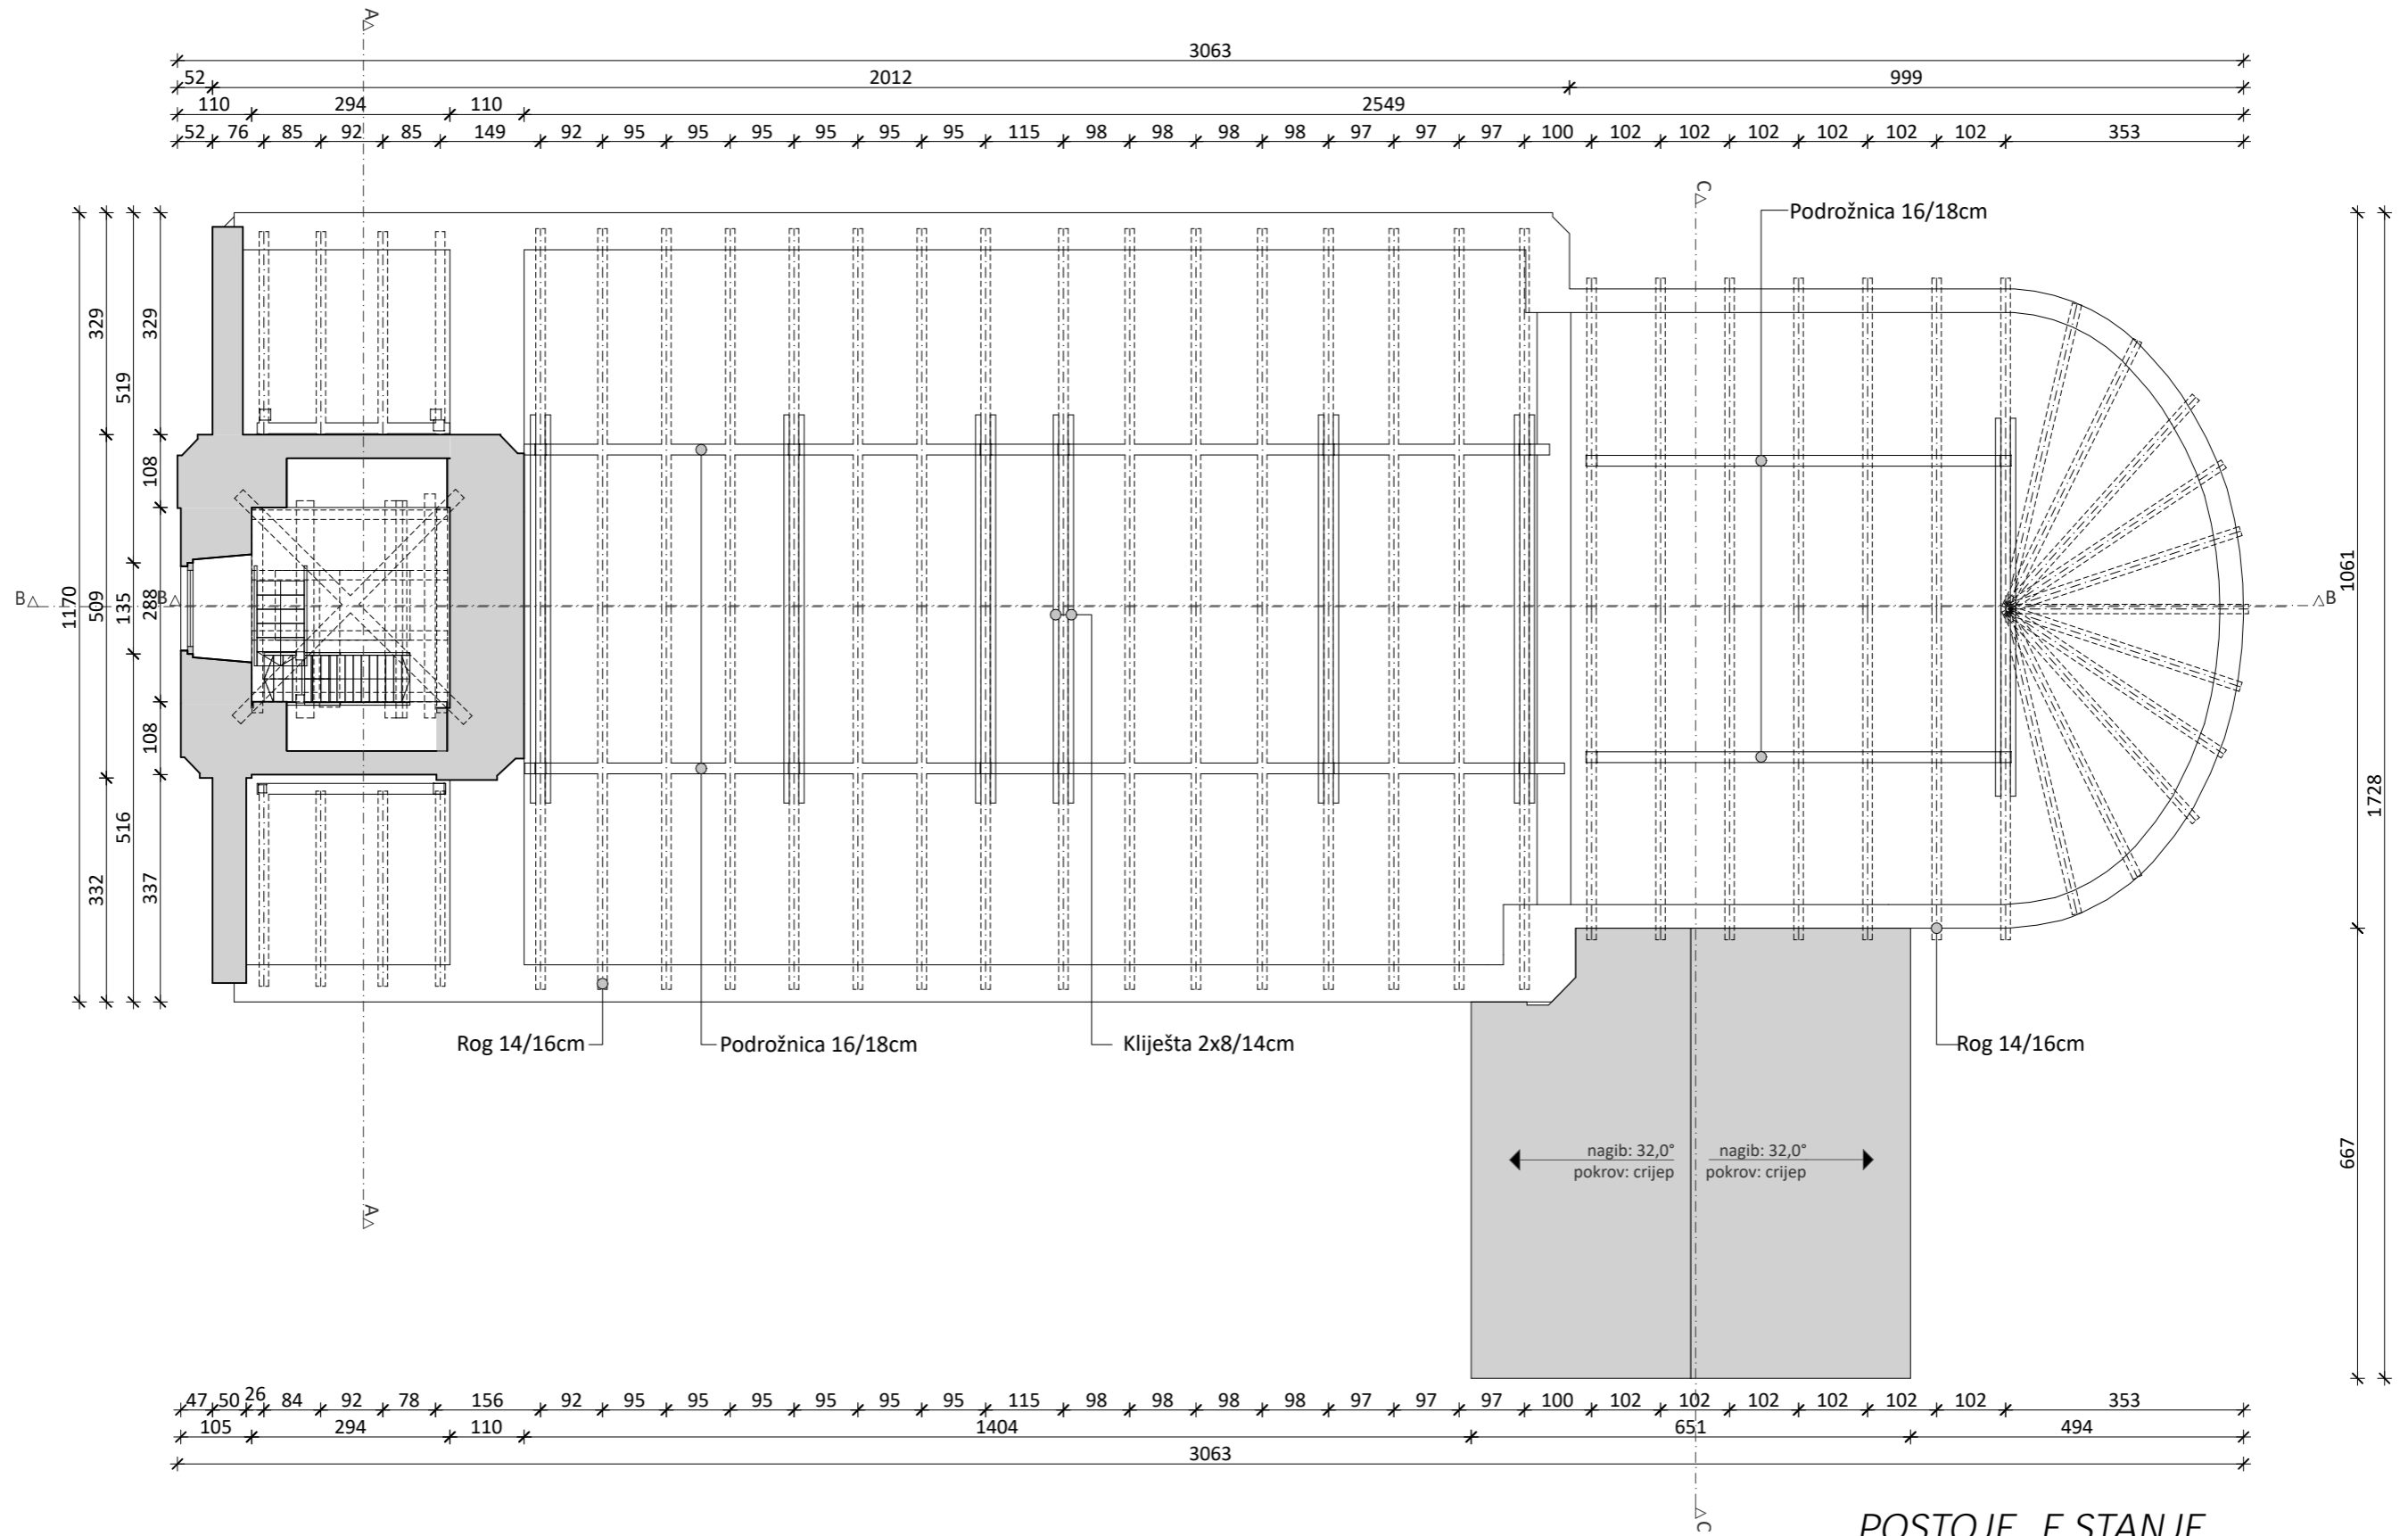 A
3063
52 2012 999
110 294 110 2549
52 76 85 92 85 149 92 95 95 95 95 95 95 115 98 98 98 98 97 97 97 100 102 102 102 102 102 102 353
C
Podrožnica 16/18cm
1170
329 509 332
519 135 516
329 108 288 108 337
B B
B
1061 667
1728
Rog 14/16cm
Podrožnica 16/18cm
Kliješta 2x8/14cm
Rog 14/16cm
nagib: 32,0°
pokrov: crijep
nagib: 32,0°
pokrov: crijep
A
47 50 26 84 92 78 156 92 95 95 95 95 95 95 115 98 98 98 98 97 97 97 100 102 102 102 102 102 102 353
105 294 110 1404 651 494
3063
C
POSTOJE E STANJE